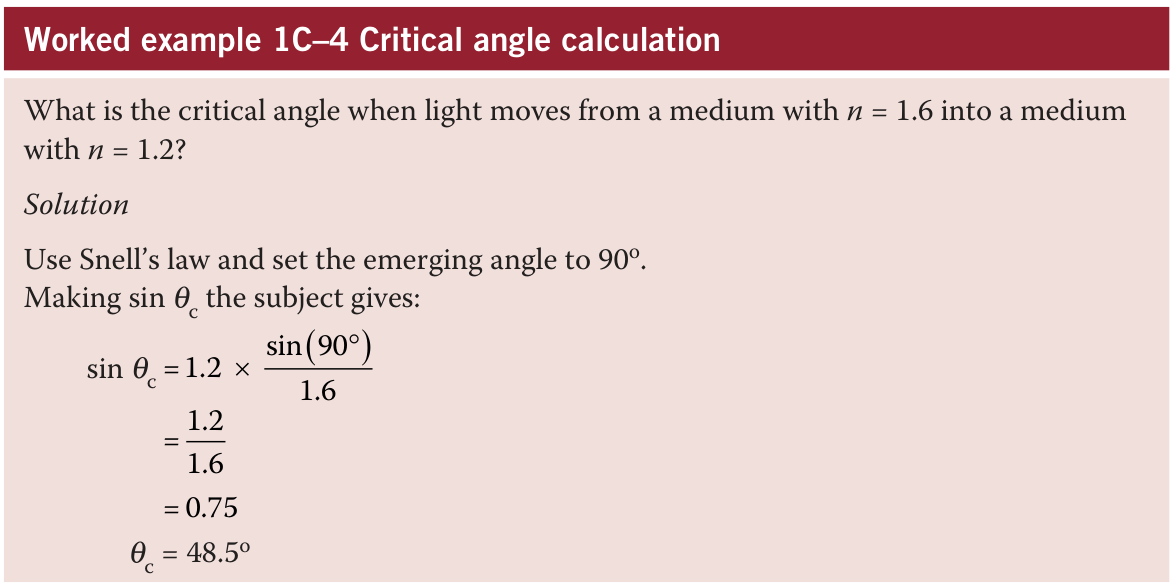 Worked example 1C–4 Critical angle calculation
What is the critical angle when light moves from a medium with n = 1.6 into a medium
with n = 1.2?
Solution
Use Snell's law and set the emerging angle to 90º.
Making sin θc the subject gives:
sin θc = 1.2 × sin(90°)/1.6
= 1.2/1.6
= 0.75
θc = 48.5º